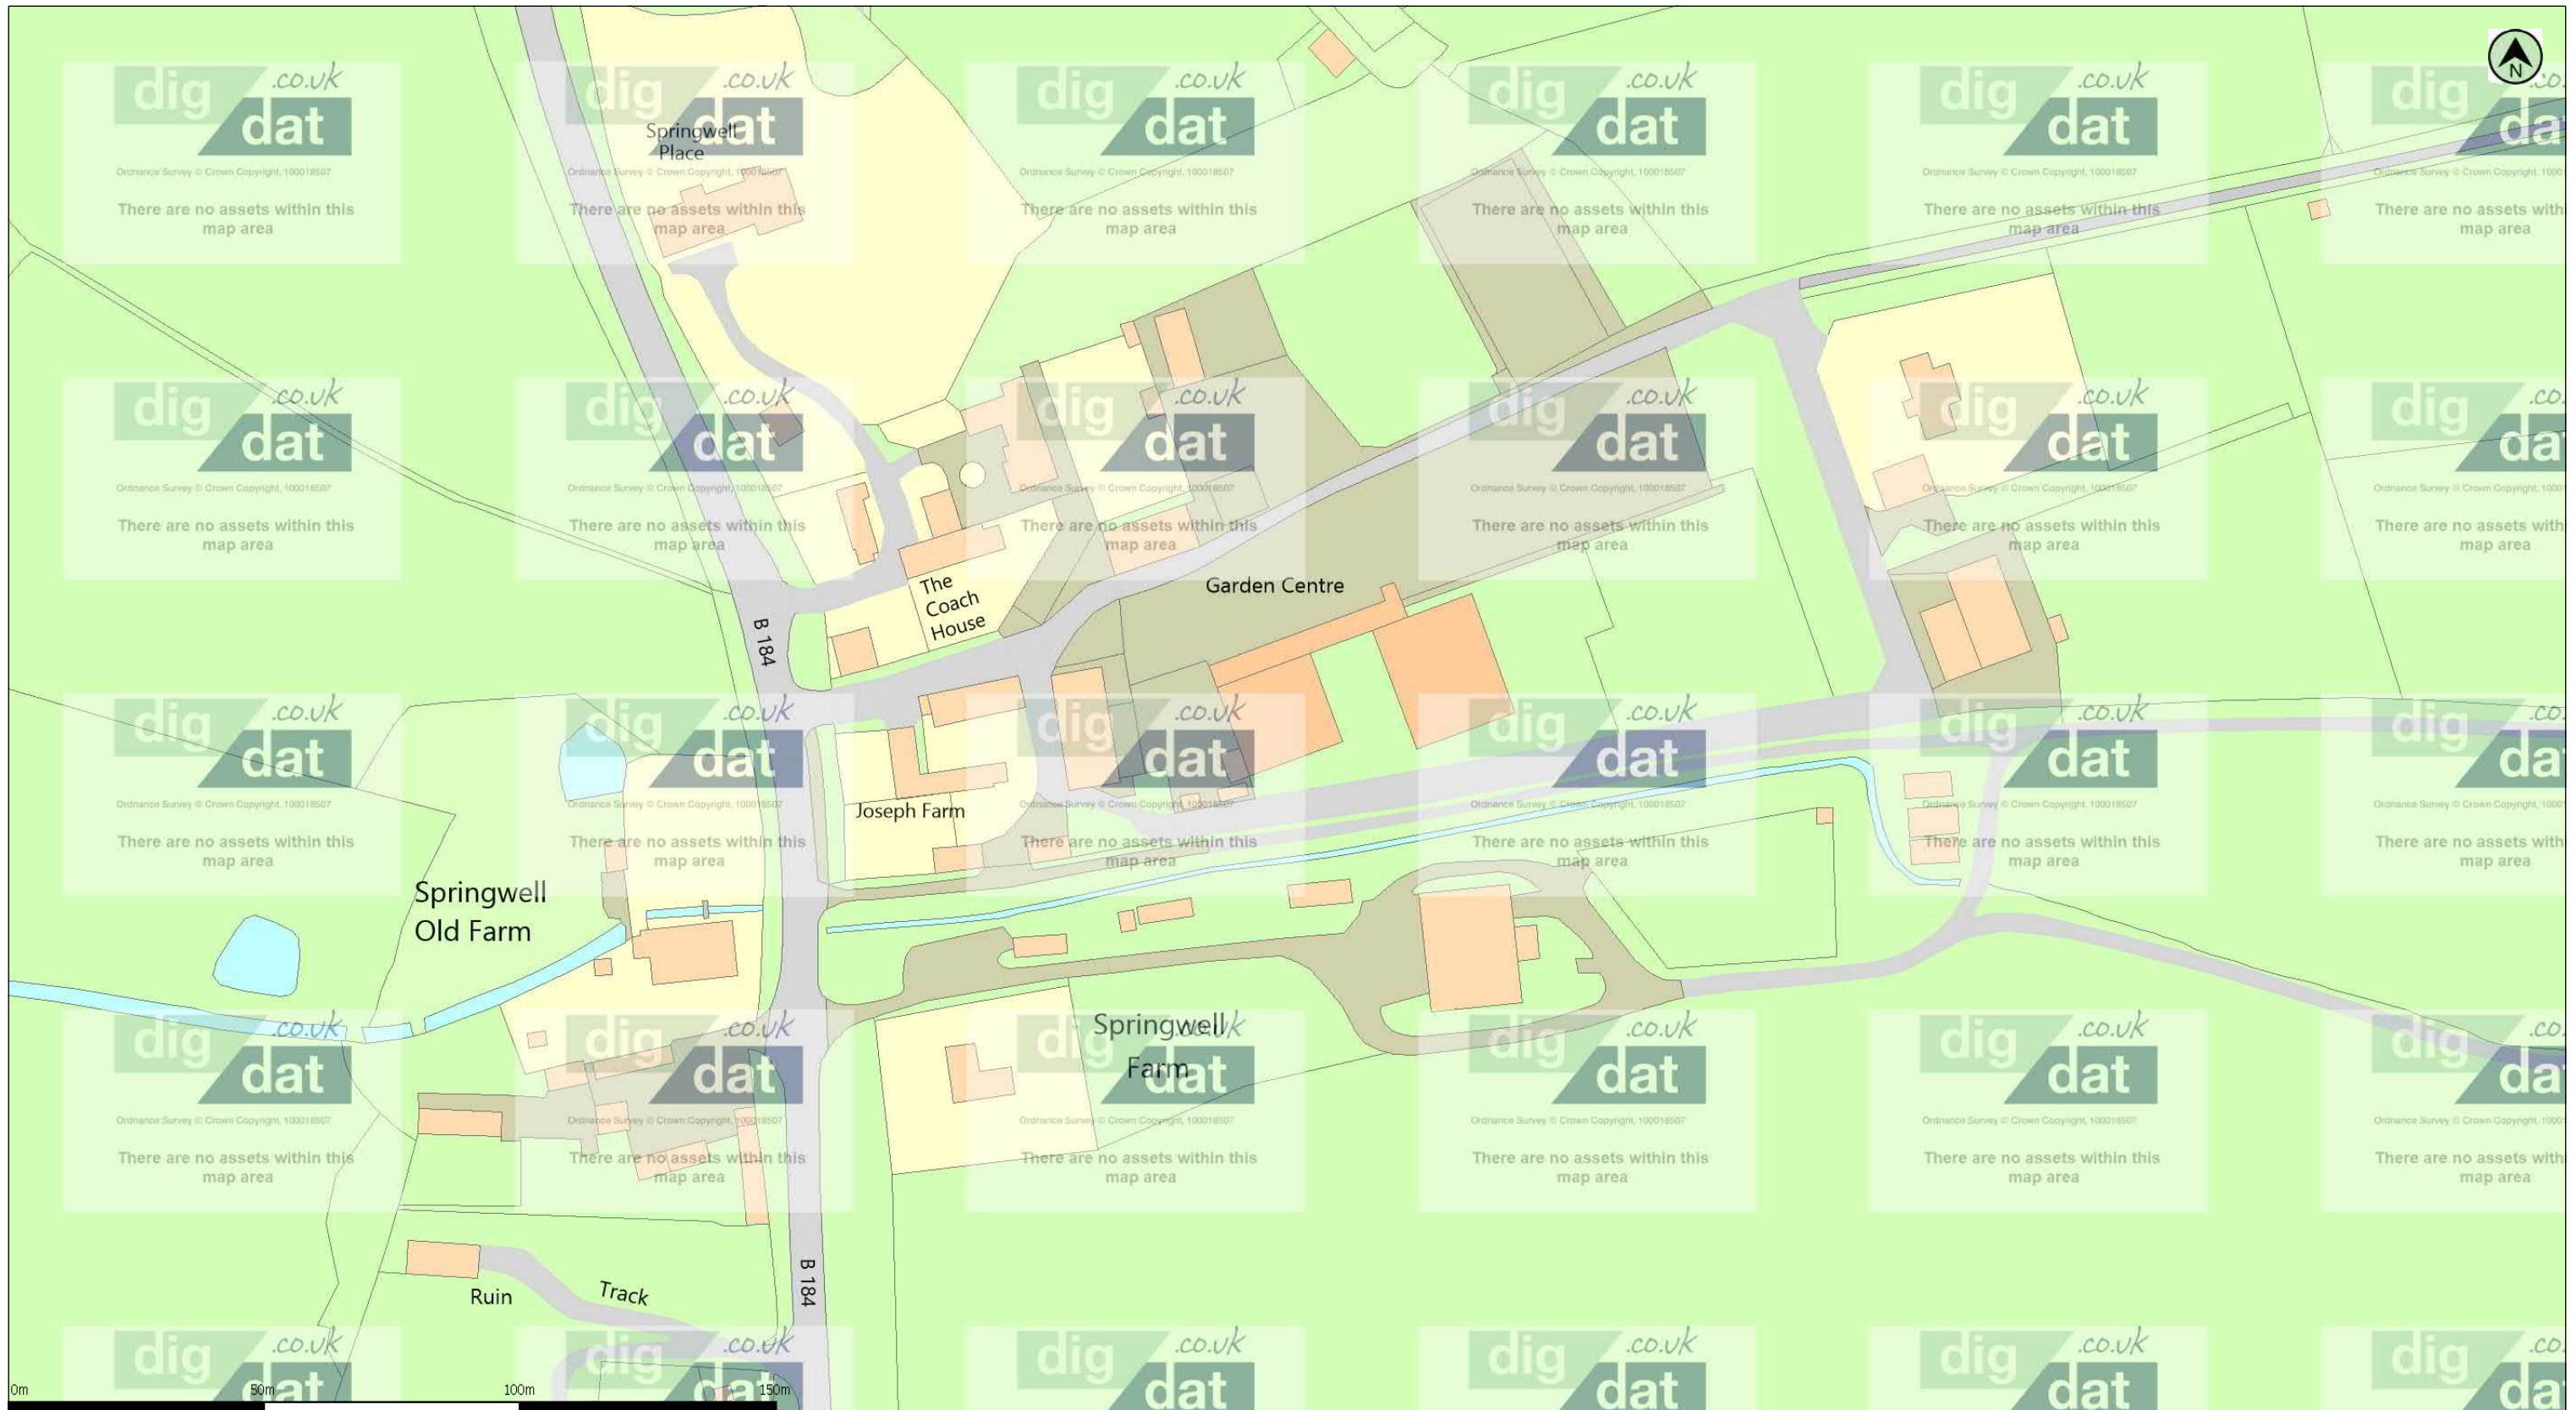 N
Springwell
Place
The
Coach
House
Garden Centre
B 184
Joseph Farm
Springwell
Old Farm
Springwell
Farm
B 184
Ruin
Track
0m
50m
100m
150m
dig
.co.uk
dat
Ordnance Survey © Crown Copyright, 100018507
There are no assets within this
map area